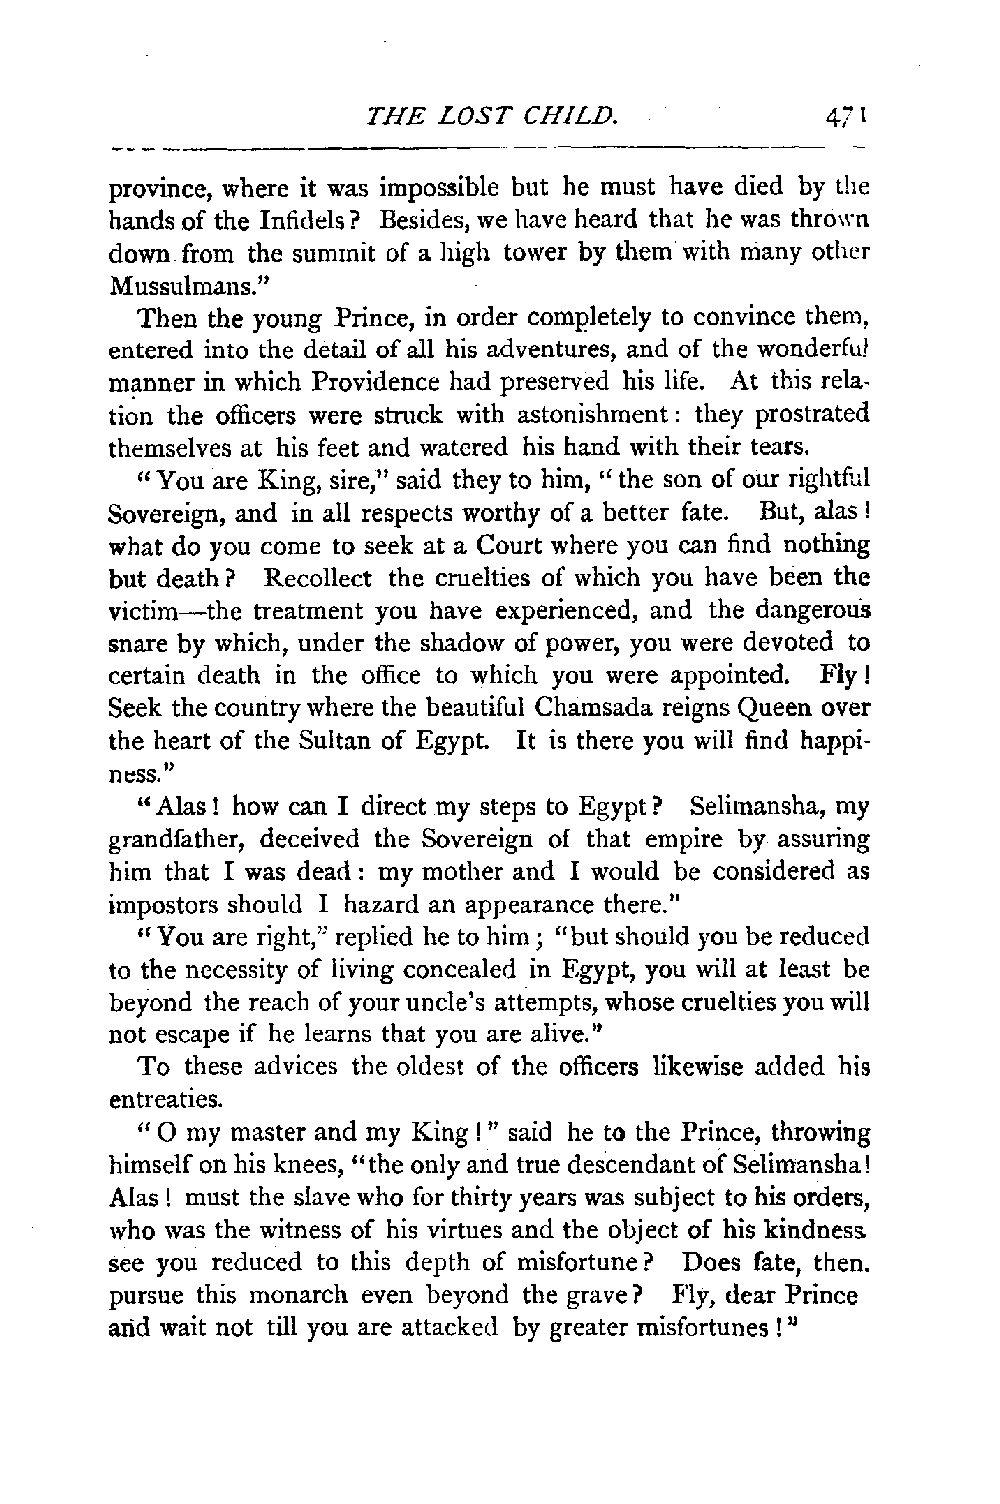 THE LOST CHILD. 471
province, where it was impossible but he must have died by the
hands of the Infidels? Besides, we have heard that he was thrown
down from the summit of a high tower by them with many other
Mussulmans."
Then the young Prince, in order completely to convince them,
entered into the detail of all his adventures, and of the wonderful
manner in which Providence had preserved his life. At this rela-
tion the officers were struck with astonishment: they prostrated
themselves at his feet and watered his hand with their tears.
"You are King, sire," said they to him, "the son of our rightful
Sovereign, and in all respects worthy of a better fate. But, alas!
what do you come to seek at a Court where you can find nothing
but death? Recollect the cruelties of which you have been the
victim—the treatment you have experienced, and the dangerous
snare by which, under the shadow of power, you were devoted to
certain death in the office to which you were appointed. Fly!
Seek the country where the beautiful Chamsada reigns Queen over
the heart of the Sultan of Egypt. It is there you will find happi-
ness."
"Alas! how can I direct my steps to Egypt? Selimansha, my
grandfather, deceived the Sovereign of that empire by assuring
him that I was dead: my mother and I would be considered as
impostors should I hazard an appearance there."
"You are right," replied he to him; "but should you be reduced
to the necessity of living concealed in Egypt, you will at least be
beyond the reach of your uncle's attempts, whose cruelties you will
not escape if he learns that you are alive."
To these advices the oldest of the officers likewise added his
entreaties.
"O my master and my King!" said he to the Prince, throwing
himself on his knees, "the only and true descendant of Selimansha!
Alas! must the slave who for thirty years was subject to his orders,
who was the witness of his virtues and the object of his kindness
see you reduced to this depth of misfortune? Does fate, then.
pursue this monarch even beyond the grave? Fly, dear Prince
and wait not till you are attacked by greater misfortunes!"